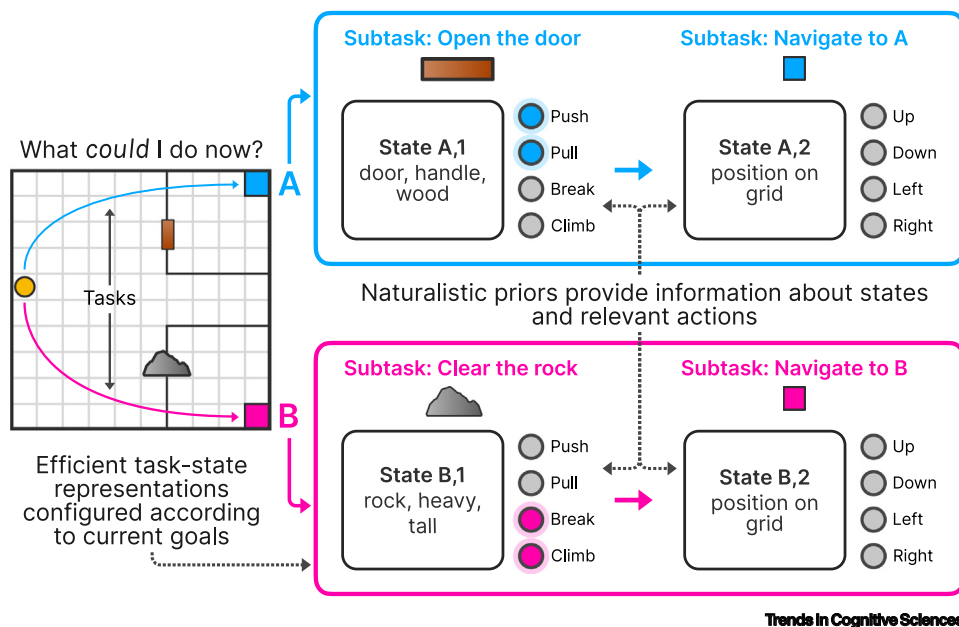 What could I do now?
A
Tasks
B
Efficient task-state
representations
configured according
to current goals
Subtask: Open the door
State A,1
door, handle,
wood
Push
Pull
Break
Climb
Subtask: Navigate to A
State A,2
position on
grid
Up
Down
Left
Right
Naturalistic priors provide information about states
and relevant actions
Subtask: Clear the rock
State B,1
rock, heavy,
tall
Push
Pull
Break
Climb
Subtask: Navigate to B
State B,2
position on
grid
Up
Down
Left
Right
Trends in Cognitive Sciences